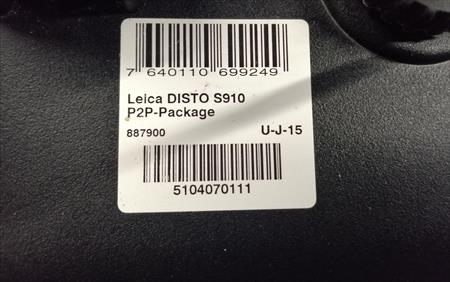 7 640110 699249
Leica DISTO S910
P2P-Package
887900 U-J-15
5104070111